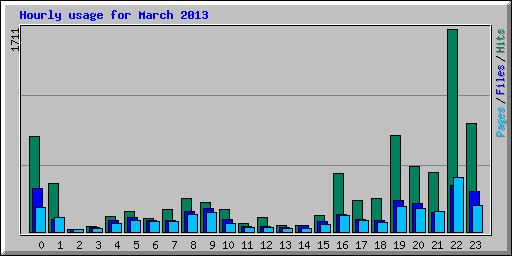 Hourly usage for March 2013
1711
Pages / Files / Hits
0 1 2 3 4 5 6 7 8 9 10 11 12 13 14 15 16 17 18 19 20 21 22 23